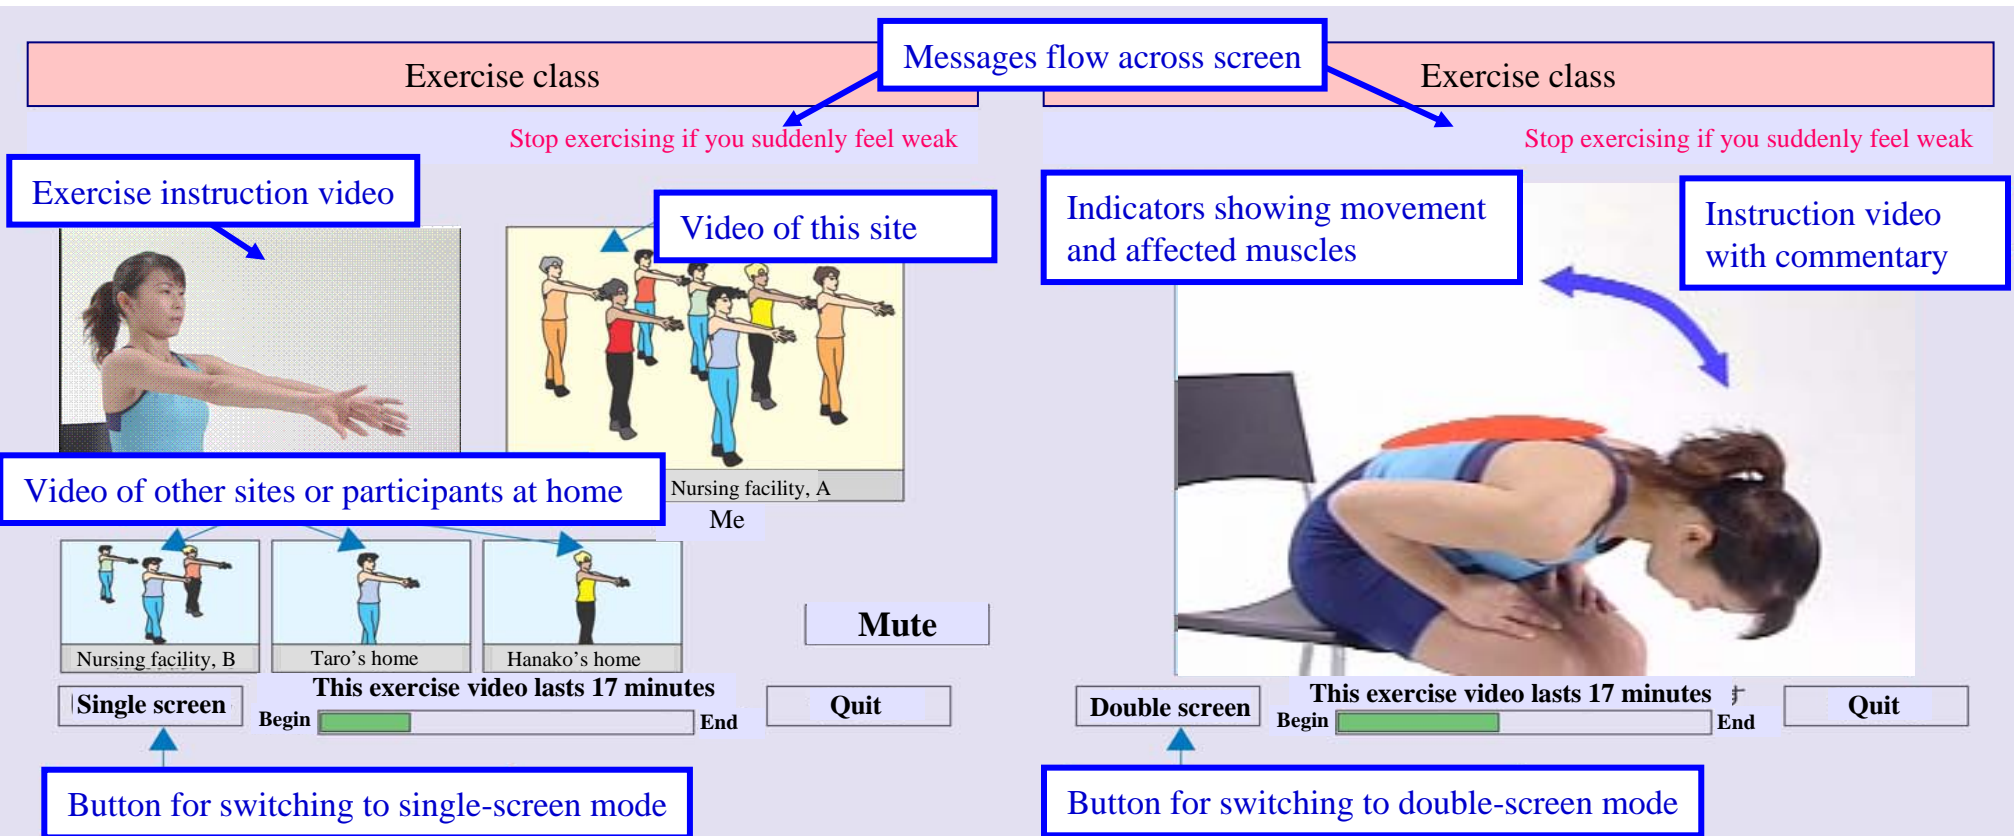 Messages flow across screen
Exercise class
Stop exercising if you suddenly feel weak
Exercise instruction video
Video of this site
Video of other sites or participants at home
Nursing facility, A
Me
Nursing facility, B
Taro's home
Hanako's home
Mute
Single screen
This exercise video lasts 17 minutes
Begin
End
Quit
Button for switching to single-screen mode
Exercise class
Stop exercising if you suddenly feel weak
Indicators showing movement
and affected muscles
Instruction video
with commentary
Double screen
This exercise video lasts 17 minutes す
Begin
End
Quit
Button for switching to double-screen mode